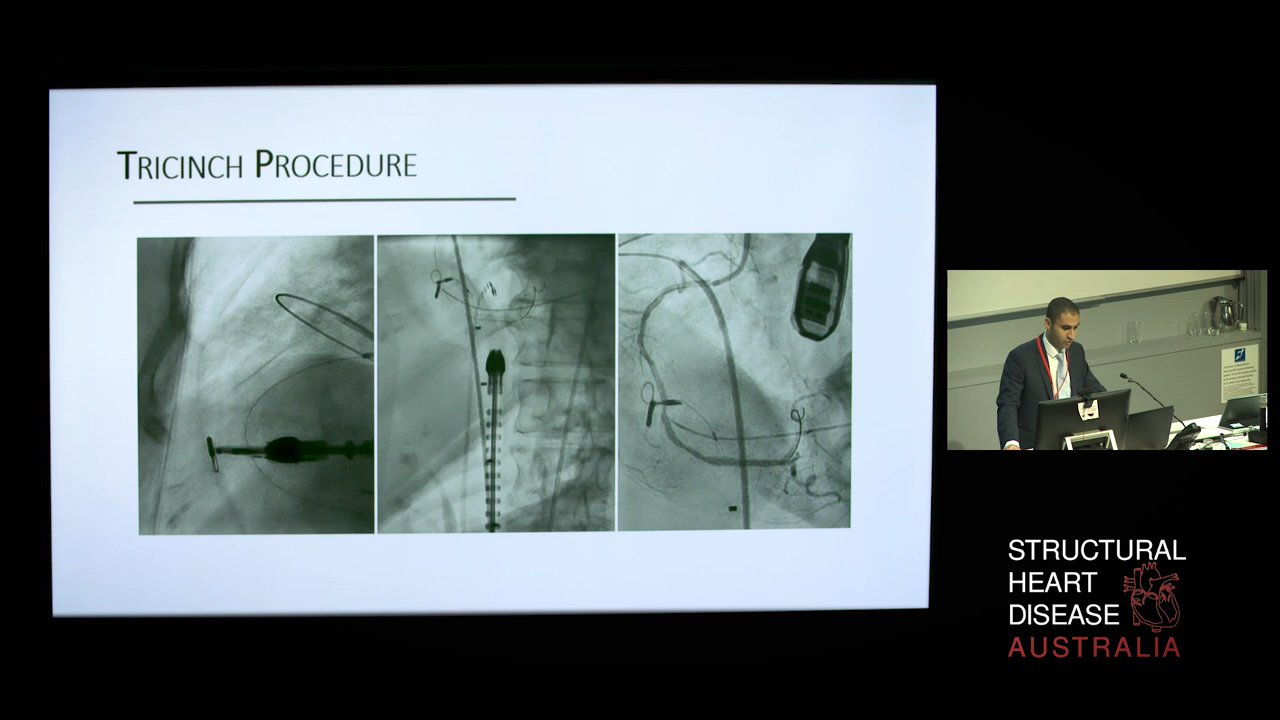 TRICINCH PROCEDURE
STRUCTURAL
HEART
DISEASE
AUSTRALIA